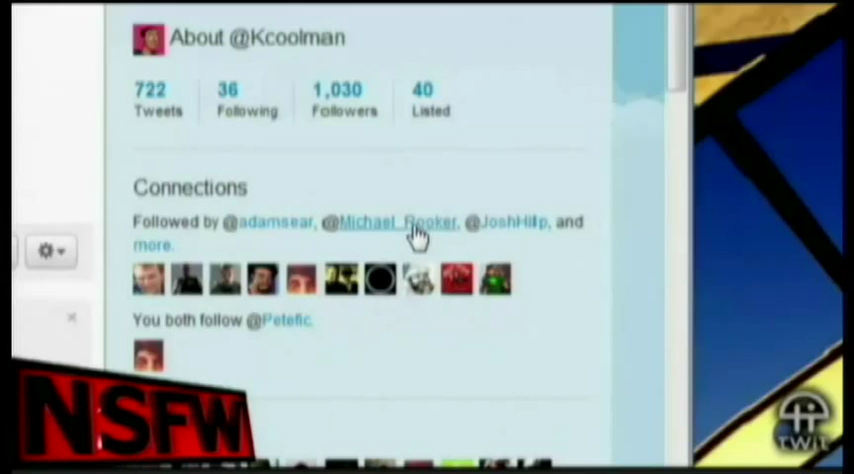 About @Kcoolman
722 36 1,030 40
Tweets Following Followers Listed
Connections
Followed by @adamsear, @Michael_Rooker, @JoshHillp, and
more.
You both follow @Petefic.
NSFW
TWiT